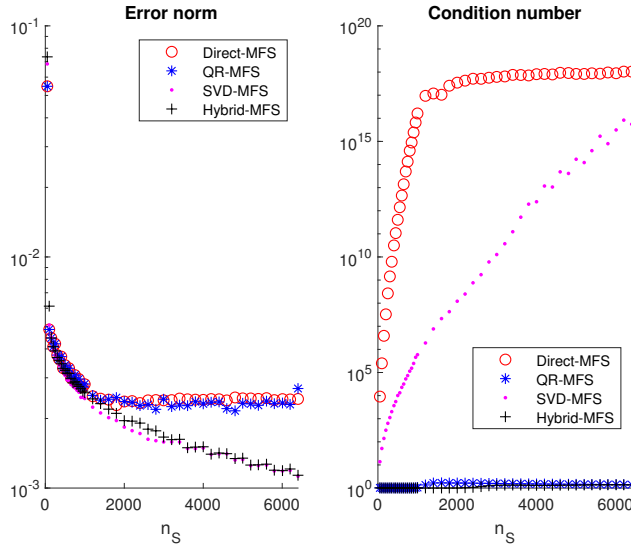 Error norm
10^-1
10^-2
10^-3
0
2000
4000
6000
n_S
Direct-MFS
QR-MFS
SVD-MFS
Hybrid-MFS
Condition number
10^20
10^15
10^10
10^5
10^0
0
2000
4000
6000
n_S
Direct-MFS
QR-MFS
SVD-MFS
Hybrid-MFS